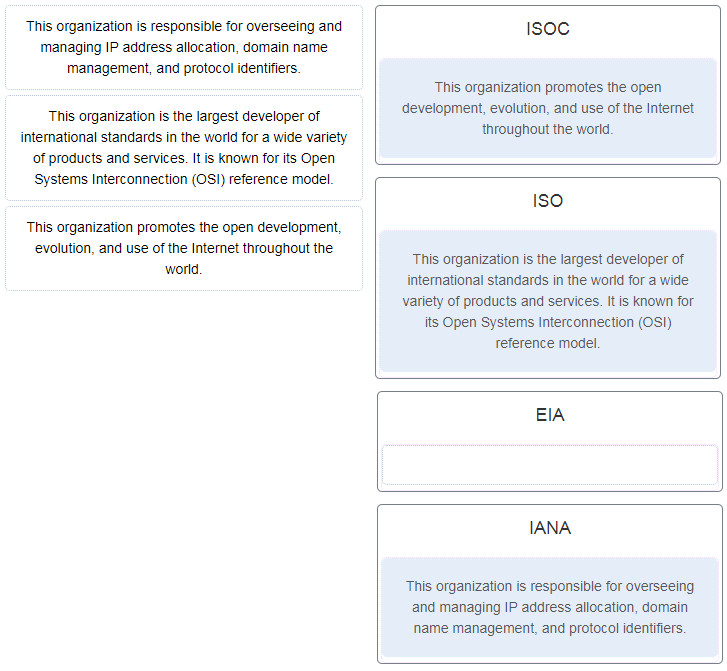 This organization is responsible for overseeing and
managing IP address allocation, domain name
management, and protocol identifiers.
This organization is the largest developer of
international standards in the world for a wide variety
of products and services. It is known for its Open
Systems Interconnection (OSI) reference model.
This organization promotes the open development,
evolution, and use of the Internet throughout the
world.
ISOC
This organization promotes the open
development, evolution, and use of the Internet
throughout the world.
ISO
This organization is the largest developer of
international standards in the world for a wide
variety of products and services. It is known for
its Open Systems Interconnection (OSI)
reference model.
EIA
IANA
This organization is responsible for overseeing
and managing IP address allocation, domain
name management, and protocol identifiers.